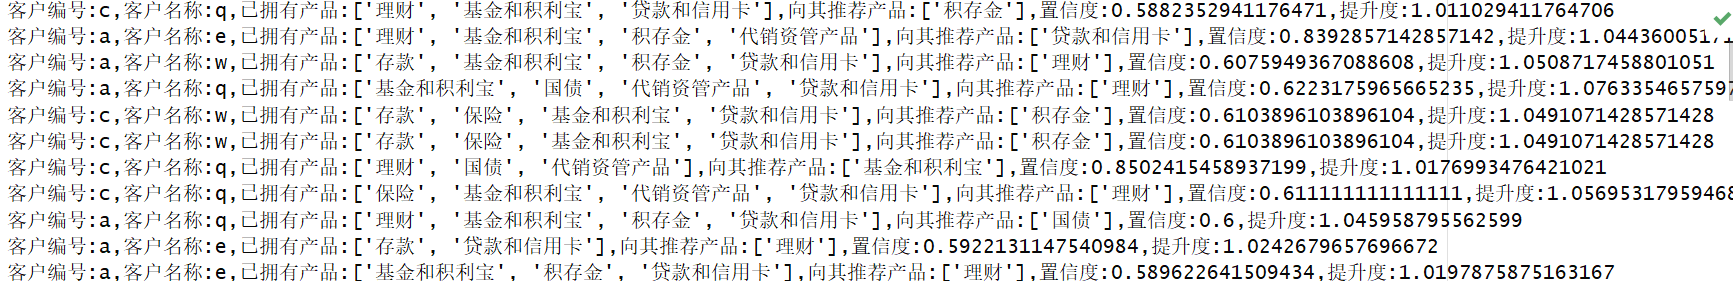 客户编号:c,客户名称:q,已拥有产品:['理财', '基金和积利宝', '贷款和信用卡'],向其推荐产品:['积存金'],置信度:0.5882352941176471,提升度:1.011029411764706
客户编号:a,客户名称:e,已拥有产品:['理财', '基金和积利宝', '积存金', '代销资管产品'],向其推荐产品:['贷款和信用卡'],置信度:0.8392857142857142,提升度:1.04436005
客户编号:a,客户名称:w,已拥有产品:['存款', '基金和积利宝', '积存金', '贷款和信用卡'],向其推荐产品:['理财'],置信度:0.6075949367088608,提升度:1.0508717458801051
客户编号:a,客户名称:q,已拥有产品:['基金和积利宝', '国债', '代销资管产品', '贷款和信用卡'],向其推荐产品:['理财'],置信度:0.6223175965665235,提升度:1.07633546575
客户编号:c,客户名称:w,已拥有产品:['存款', '保险', '基金和积利宝', '贷款和信用卡'],向其推荐产品:['积存金'],置信度:0.6103896103896104,提升度:1.0491071428571428
客户编号:c,客户名称:w,已拥有产品:['存款', '保险', '基金和积利宝', '贷款和信用卡'],向其推荐产品:['积存金'],置信度:0.6103896103896104,提升度:1.0491071428571428
客户编号:c,客户名称:q,已拥有产品:['理财', '国债', '代销资管产品'],向其推荐产品:['基金和积利宝'],置信度:0.8502415458937199,提升度:1.0176993476421021
客户编号:c,客户名称:q,已拥有产品:['保险', '基金和积利宝', '代销资管产品', '贷款和信用卡'],向其推荐产品:['理财'],置信度:0.611111111111111,提升度:1.05695317959468
客户编号:a,客户名称:q,已拥有产品:['理财', '基金和积利宝', '积存金', '贷款和信用卡'],向其推荐产品:['国债'],置信度:0.6,提升度:1.045958795562599
客户编号:a,客户名称:e,已拥有产品:['存款', '贷款和信用卡'],向其推荐产品:['理财'],置信度:0.5922131147540984,提升度:1.0242679657696672
客户编号:a,客户名称:e,已拥有产品:['基金和积利宝', '积存金', '贷款和信用卡'],向其推荐产品:['理财'],置信度:0.589622641509434,提升度:1.0197875875163167